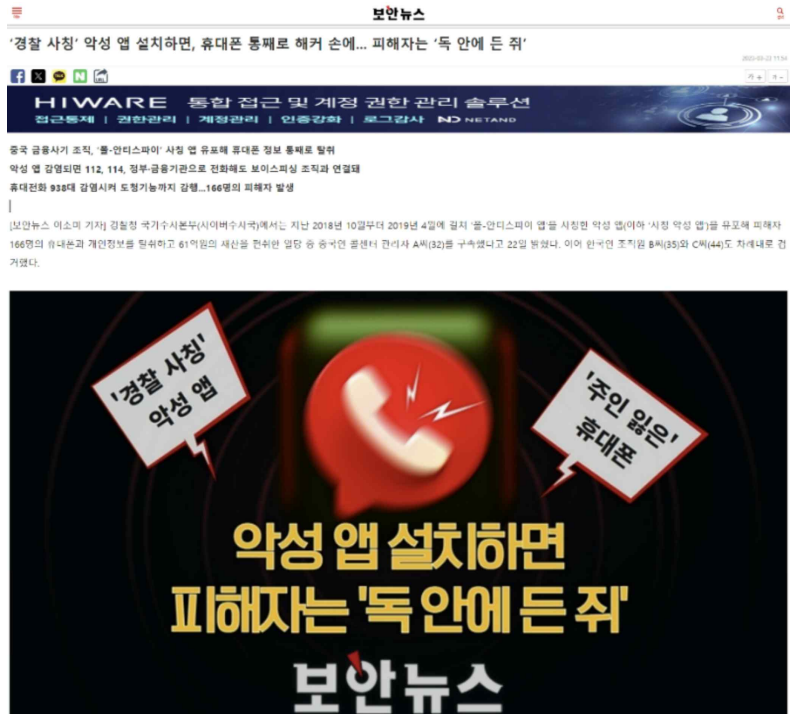 보안뉴스
'경찰 사칭' 악성 앱 설치하면, 휴대폰 통째로 해커 손에... 피해자는 '독 안에 든 쥐'
2023-03-22 11:54
HIWARE 통합 접근 및 계정 권한 관리 솔루션
접근통제 | 권한관리 | 계정관리 | 인증강화 | 로그감사 NETAND
중국 금융사기 조직, '폴-안티스파이' 사칭 앱 유포해 휴대폰 정보 통째로 탈취
악성 앱 감염되면 112, 114, 정부·금융기관으로 전화해도 보이스피싱 조직과 연결돼
휴대전화 938대 감염시켜 도청기능까지 감행...166명의 피해자 발생
[보안뉴스 이소미 기자] 경찰청 국가수사본부(사이버수사국)에서는 지난 2018년 10월부터 2019년 4월에 걸쳐 '폴-안티스파이 앱'을 사칭한 악성 앱(이하 '사칭 악성 앱')을 유포해 피해자
166명의 휴대폰과 개인정보를 탈취하고 61억원의 재산을 편취한 일당 중 중국인 콜센터 관리자 A씨(32)를 구속했다고 22일 밝혔다. 이어 한국인 조직원 B씨(35)와 C씨(44)도 차례대로 검
거했다.
'경찰 사칭'
악성 앱
'주인 잃은'
휴대폰
악성 앱 설치하면
피해자는 '독 안에 든 쥐'
보안뉴스